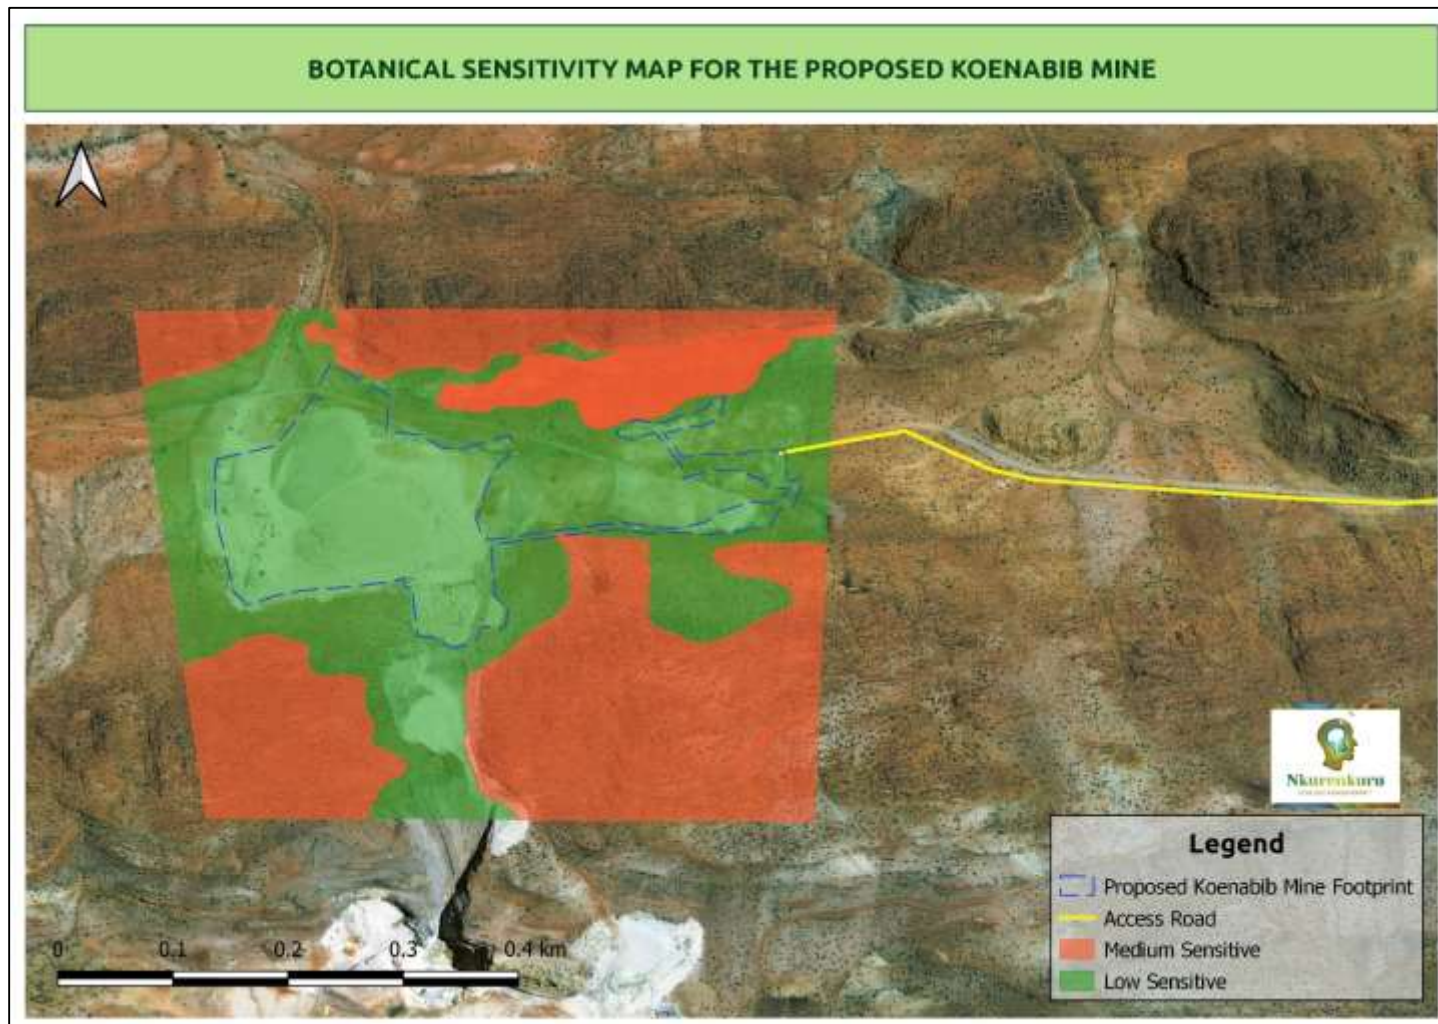 BOTANICAL SENSITIVITY MAP FOR THE PROPOSED KOENABIB MINE
Nkurenkuru
Legend
Proposed Koenabib Mine Footprint
Access Road
Medium Sensitive
Low Sensitive
0 0.1 0.2 0.3 0.4 km